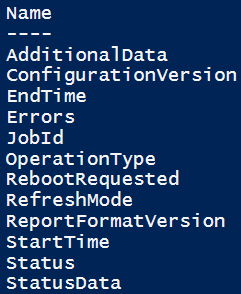 Name
----
AdditionalData
ConfigurationVersion
EndTime
Errors
JobId
OperationType
RebootRequested
RefreshMode
ReportFormatVersion
StartTime
Status
StatusData